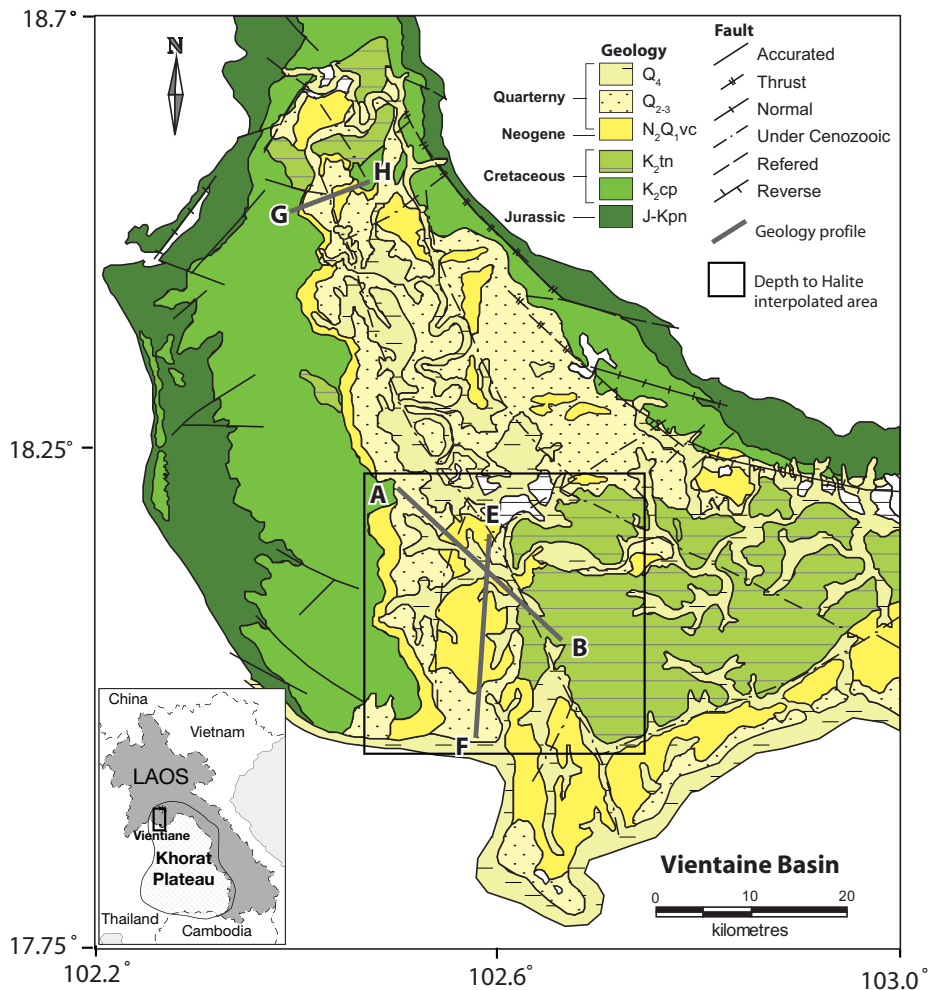 18.7°
N
Geology
Quarterny
Q4
Q2-3
Neogene
N2Q1vc
Cretaceous
K2tn
K2cp
Jurassic
J-Kpn
Fault
Accurated
Thrust
Normal
Under Cenozooic
Refered
Reverse
Geology profile
Depth to Halite
interpolated area
H
G
18.25°
A
E
B
F
China
Vietnam
LAOS
Vientiane
Khorat
Plateau
Thailand
Cambodia
Vientaine Basin
0 10 20
kilometres
17.75°
102.2° 102.6° 103.0°